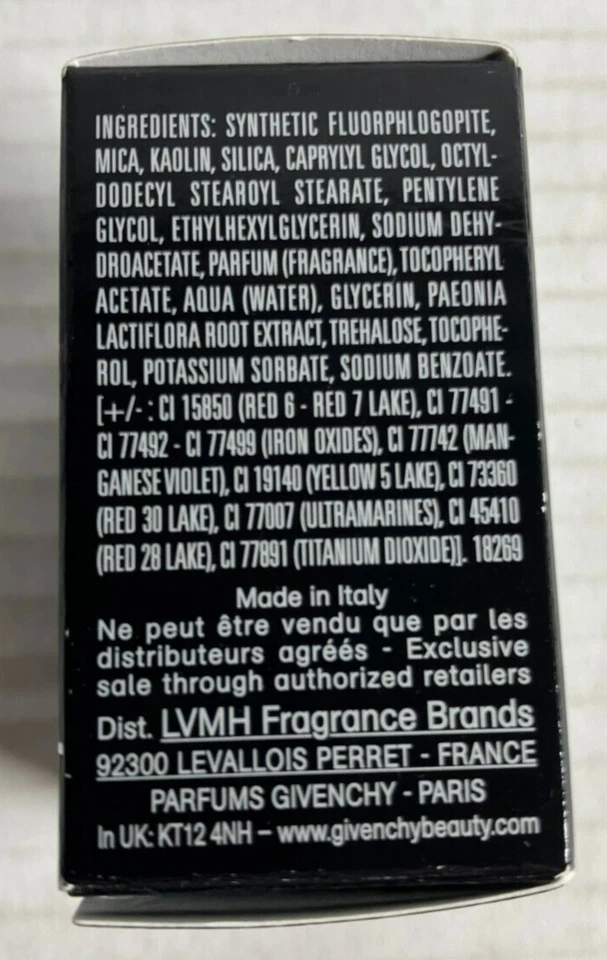 INGREDIENTS: SYNTHETIC FLUORPHLOGOPITE,
MICA, KAOLIN, SILICA, CAPRYLYL GLYCOL, OCTYL-
DODECYL STEAROYL STEARATE, PENTYLENE
GLYCOL, ETHYLHEXYLGLYCERIN, SODIUM DEHY-
DROACETATE, PARFUM (FRAGRANCE), TOCOPHERYL
ACETATE, AQUA (WATER), GLYCERIN, PAEONIA
LACTIFLORA ROOT EXTRACT, TREHALOSE, TOCOPHE-
ROL, POTASSIUM SORBATE, SODIUM BENZOATE.
[+/- : CI 15850 (RED 6 - RED 7 LAKE), CI 77491 -
CI 77492 - CI 77499 (IRON OXIDES), CI 77742 (MAN-
GANESE VIOLET), CI 19140 (YELLOW 5 LAKE), CI 73360
(RED 30 LAKE), CI 77007 (ULTRAMARINES), CI 45410
(RED 28 LAKE), CI 77891 (TITANIUM DIOXIDE)]. 18269
Made in Italy
Ne peut être vendu que par les
distributeurs agréés - Exclusive
sale through authorized retailers
Dist. LVMH Fragrance Brands
92300 LEVALLOIS PERRET - FRANCE
PARFUMS GIVENCHY - PARIS
In UK: KT12 4NH – www.givenchybeauty.com